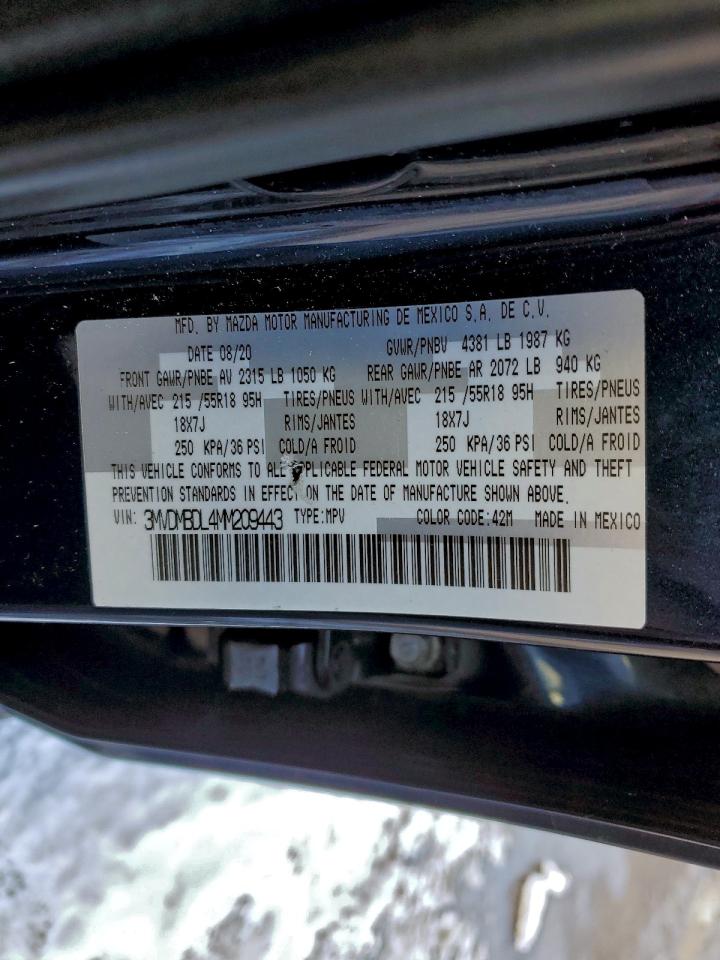 MFD. BY MAZDA MOTOR MANUFACTURING DE MEXICO S.A. DE C.V.
DATE 08/20 GVWR/PNBV 4381 LB 1987 KG
FRONT GAWR/PNBE AV 2315 LB 1050 KG REAR GAWR/PNBE AR 2072 LB 940 KG
WITH/AVEC 215 /55R18 95H TIRES/PNEUS WITH/AVEC 215 /55R18 95H TIRES/PNEUS
18X7J RIMS/JANTES 18X7J RIMS/JANTES
250 KPA/36 PSI COLD/A FROID 250 KPA/36 PSI COLD/A FROID
THIS VEHICLE CONFORMS TO ALL APPLICABLE FEDERAL MOTOR VEHICLE SAFETY AND THEFT
PREVENTION STANDARDS IN EFFECT ON THE DATE OF MANUFACTURE SHOWN ABOVE.
VIN: 3MVDMBDL4MM209443 TYPE:MPV COLOR CODE:42M MADE IN MEXICO